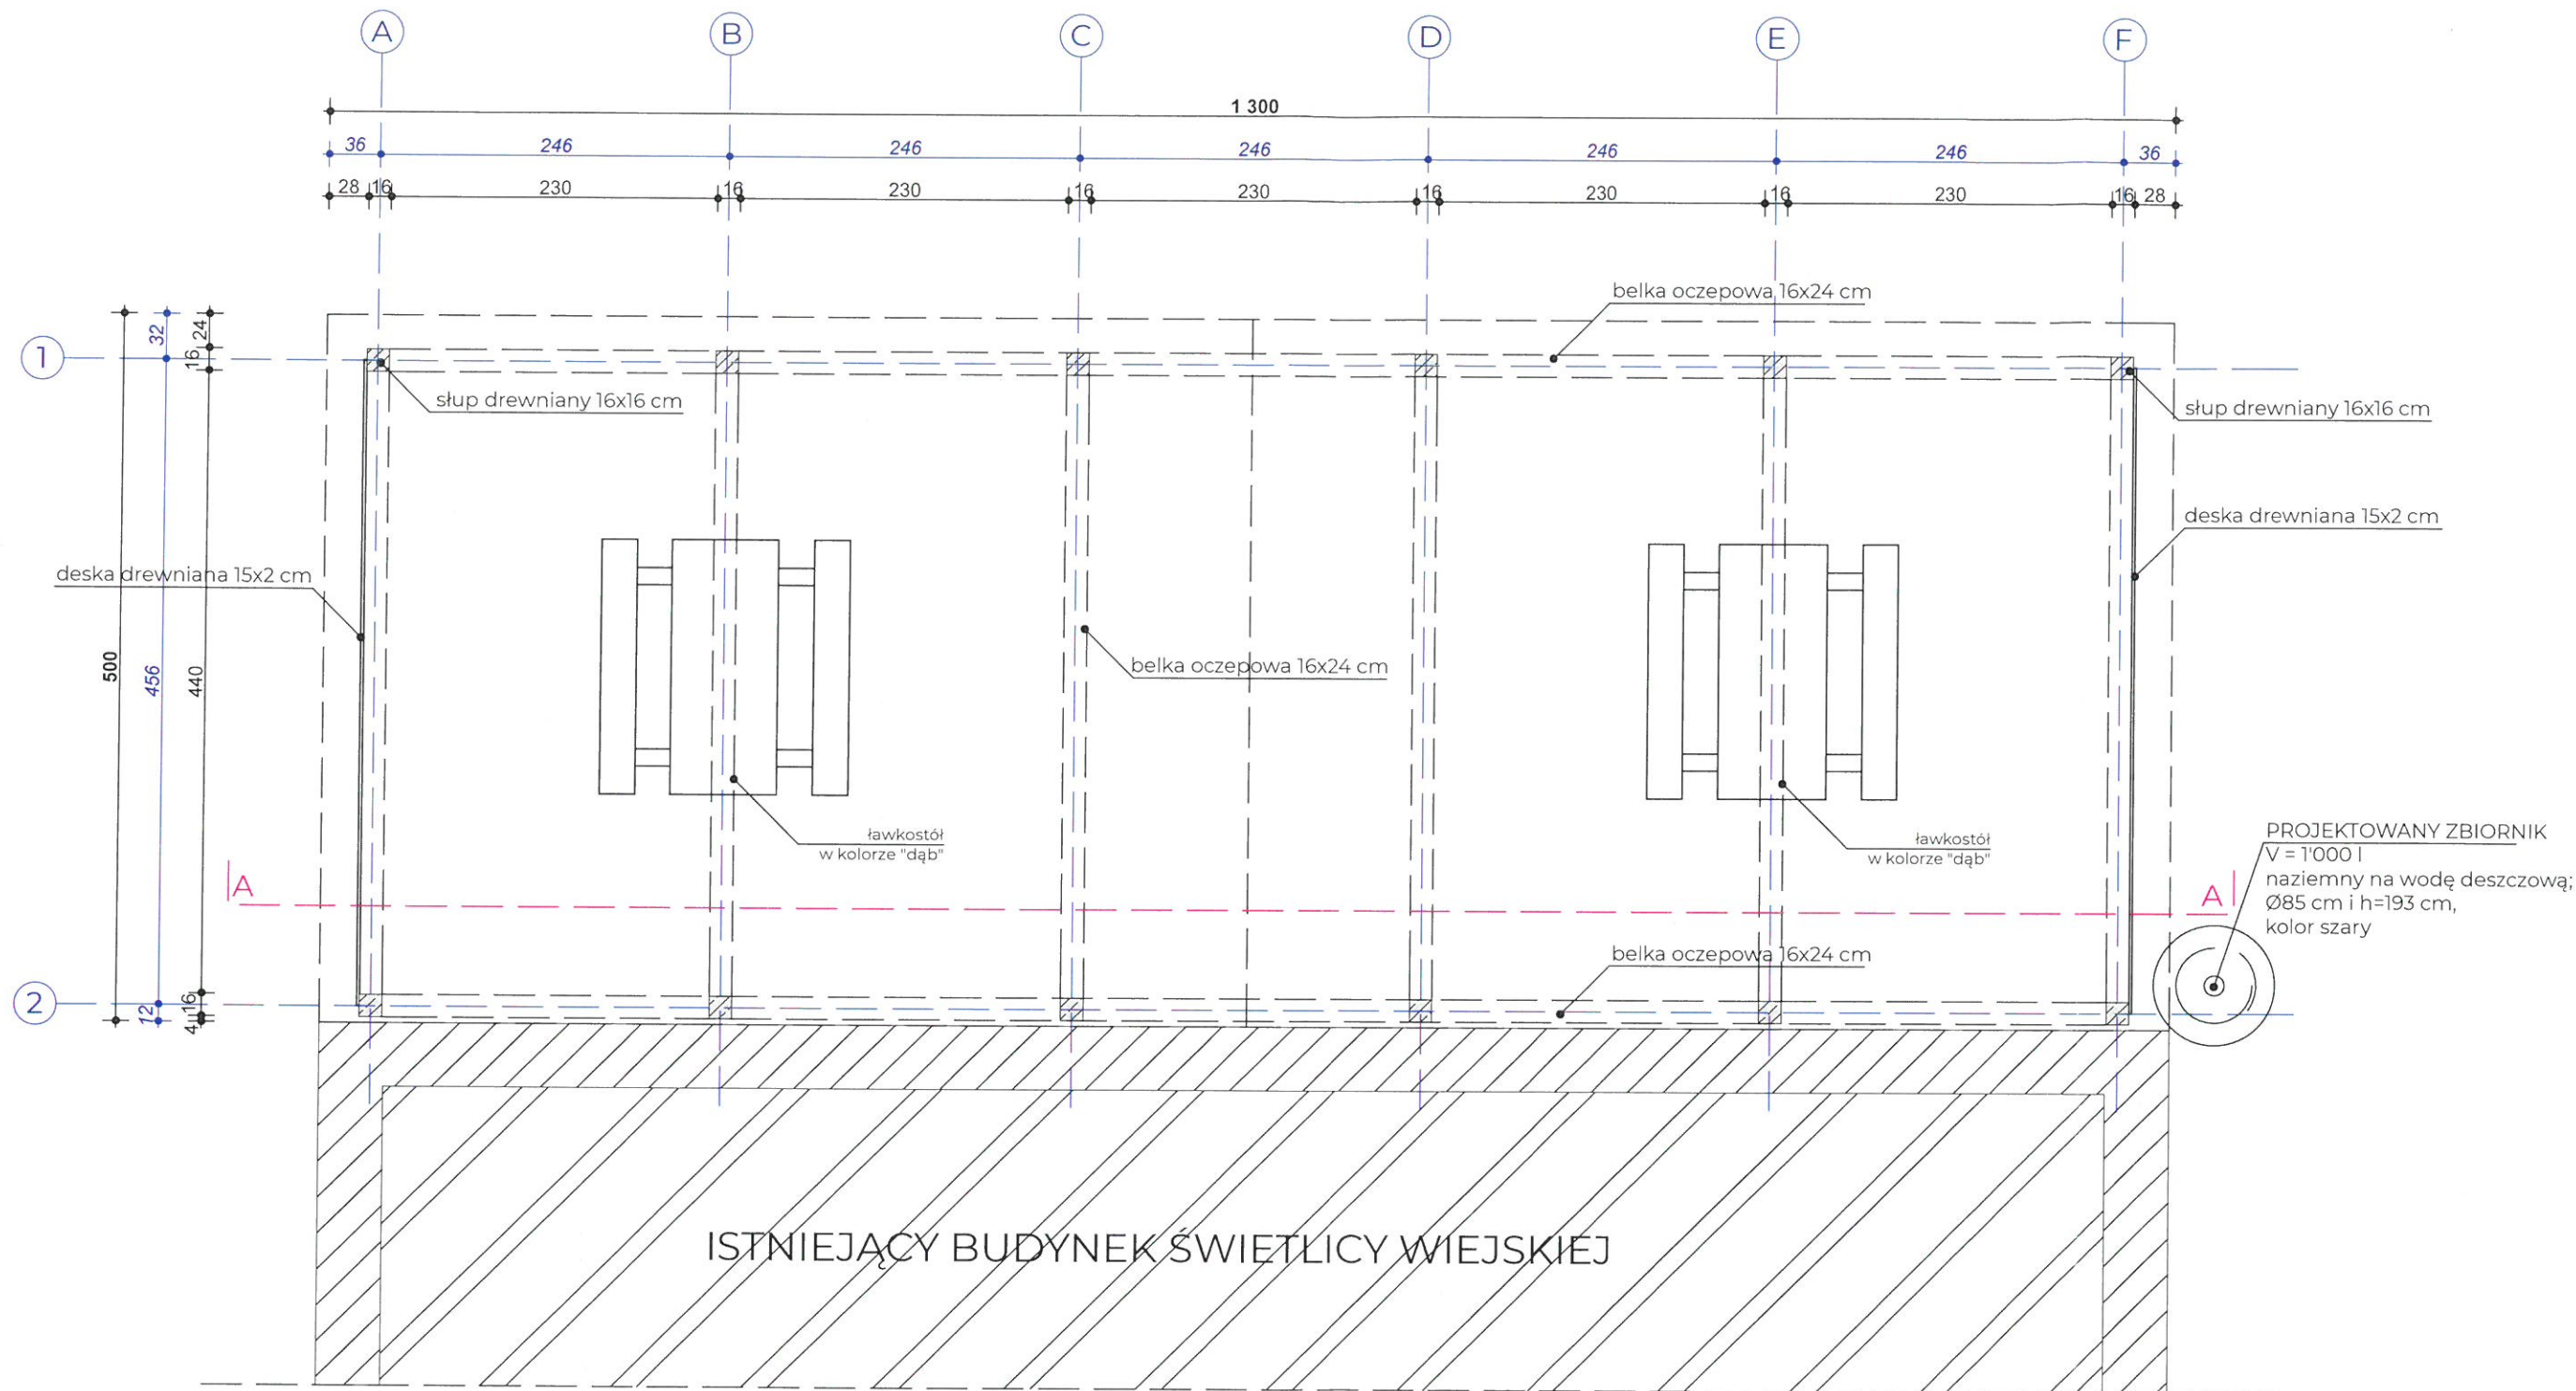 A B C D E F
1 300
36 246 246 246 246 246 36
28 16 230 16 230 16 230 16 230 16 230 16 28
belka oczepowa 16x24 cm
32 24
1 16
słup drewniany 16x16 cm
słup drewniany 16x16 cm
deska drewniana 15x2 cm
deska drewniana 15x2 cm
500 456 440
belka oczepowa 16x24 cm
ławkostół
w kolorze "dąb"
ławkostół
w kolorze "dąb"
PROJEKTOWANY ZBIORNIK
V = 1'000 l
naziemny na wodę deszczową;
Ø85 cm i h=193 cm,
kolor szary
A A
belka oczepowa 16x24 cm
2 12 16
4
ISTNIEJĄCY BUDYNEK ŚWIETLICY WIEJSKIEJ